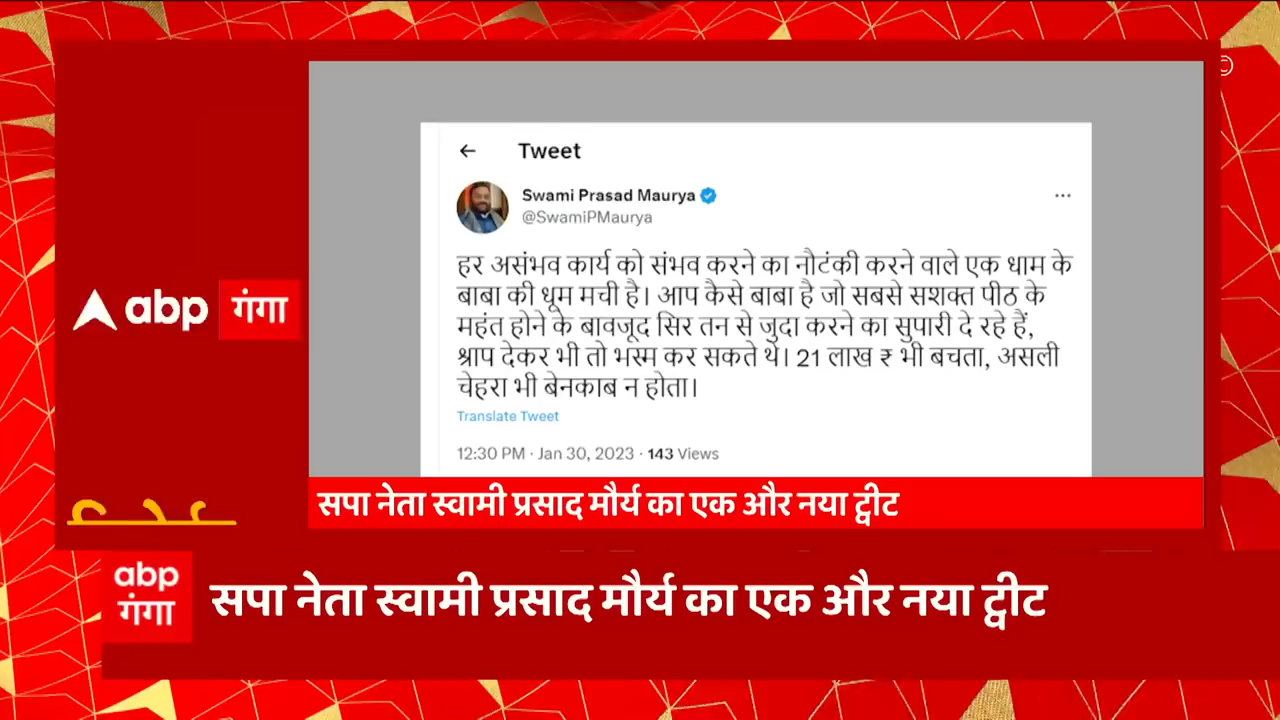 ©
Tweet
Swami Prasad Maurya
@SwamiPMaurya
हर असंभव कार्य को संभव करने का नौटंकी करने वाले एक धाम के
बाबा की धूम मची है। आप कैसे बाबा है जो सबसे सशक्त पीठ के
महंत होने के बावजूद सिर तन से जुदा करने का सुपारी दे रहे हैं,
श्राप देकर भी तो भस्म कर सकते थे। 21 लाख ₹ भी बचता, असली
चेहरा भी बेनकाब न होता।
Translate Tweet
12:30 PM · Jan 30, 2023 · 143 Views
abp गंगा
सपा नेता स्वामी प्रसाद मौर्य का एक और नया ट्वीट
abp
गंगा
सपा नेता स्वामी प्रसाद मौर्य का एक और नया ट्वीट